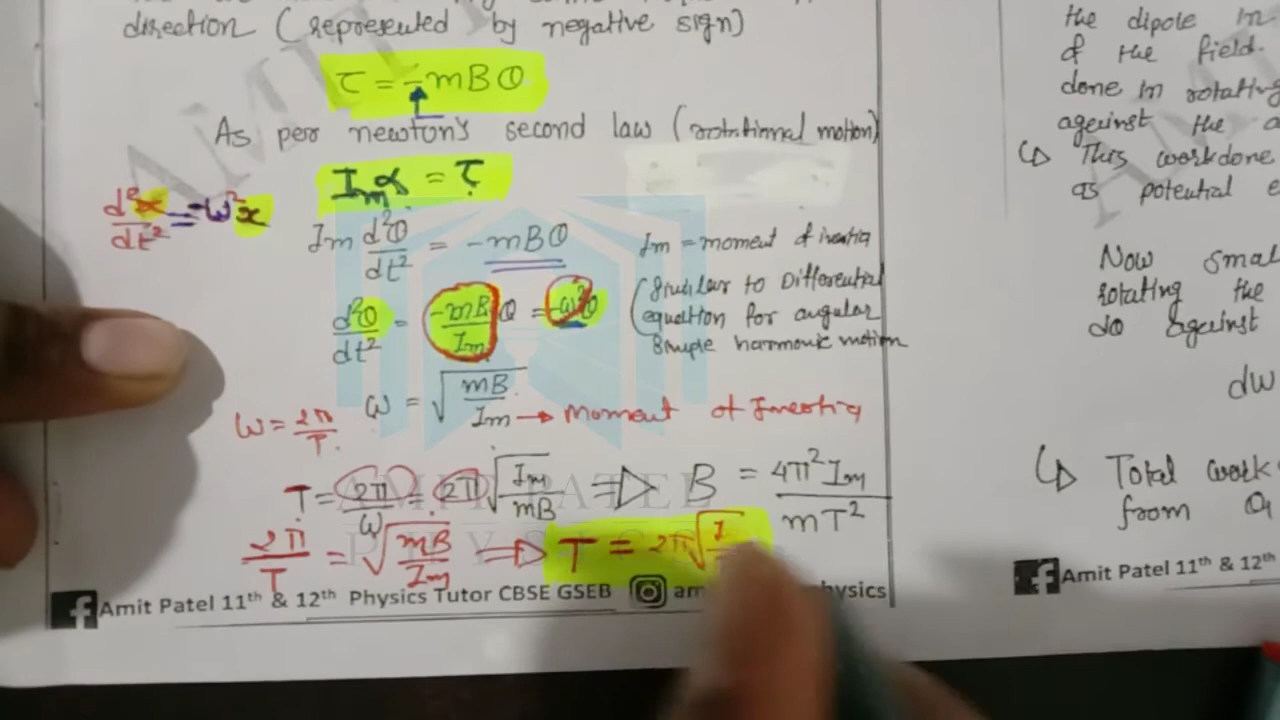 direction (represented by negative sign)
τ = -mBθ
As per newton's second law (rotational motion)
Imα = τ
d²x/dt² = -ω²x
Im d²θ/dt² = -mBθ
Im = moment of inertia
d²θ/dt² = -mB/Im θ = -ω²θ
(Similar to Differential
equation for angular
Simple harmonic motion
ω = √mB/Im → Moment of Inertia
ω = 2π/T
T = 2π/ω = 2π√Im/mB ⇒ B = 4π²Im/mT²
2π/T = √mB/Im ⇒ T = 2π√I
Amit Patel 11th & 12th Physics Tutor CBSE GSEB
the dipole in
of the field.
done in rotating
against the
↳ This workdone
as potential
Now small
rotating the
do against
dw
↳ Total work
from θ₁
Amit Patel 11th & 12th